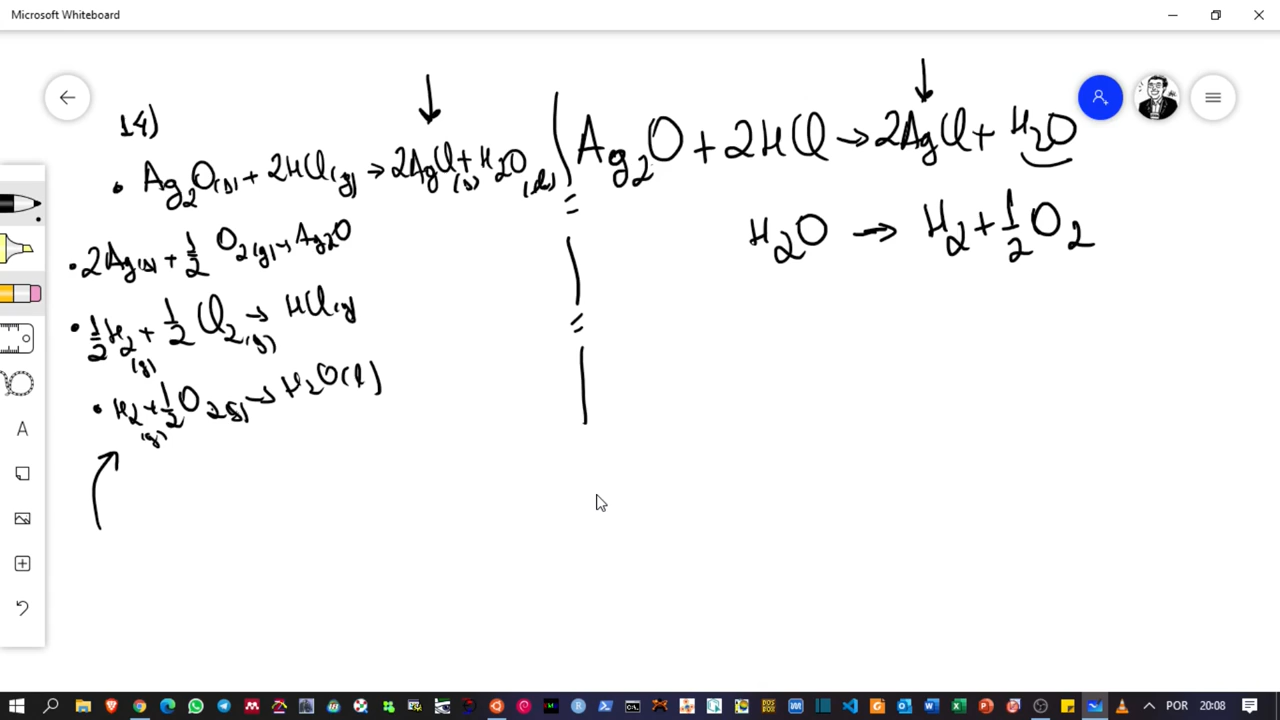 Microsoft Whiteboard
14)
Ag2O(s) + 2HCl(g) → 2AgCl(s) + H2O(l)
2Ag(s) + 1/2 O2(g) → Ag2O
1/2 H2(g) + 1/2 Cl2(g) → HCl(g)
H2(g) + 1/2 O2(g) → H2O(l)
Ag2O + 2HCl → 2AgCl + H2O
H2O → H2 + 1/2 O2
A
POR 20:08